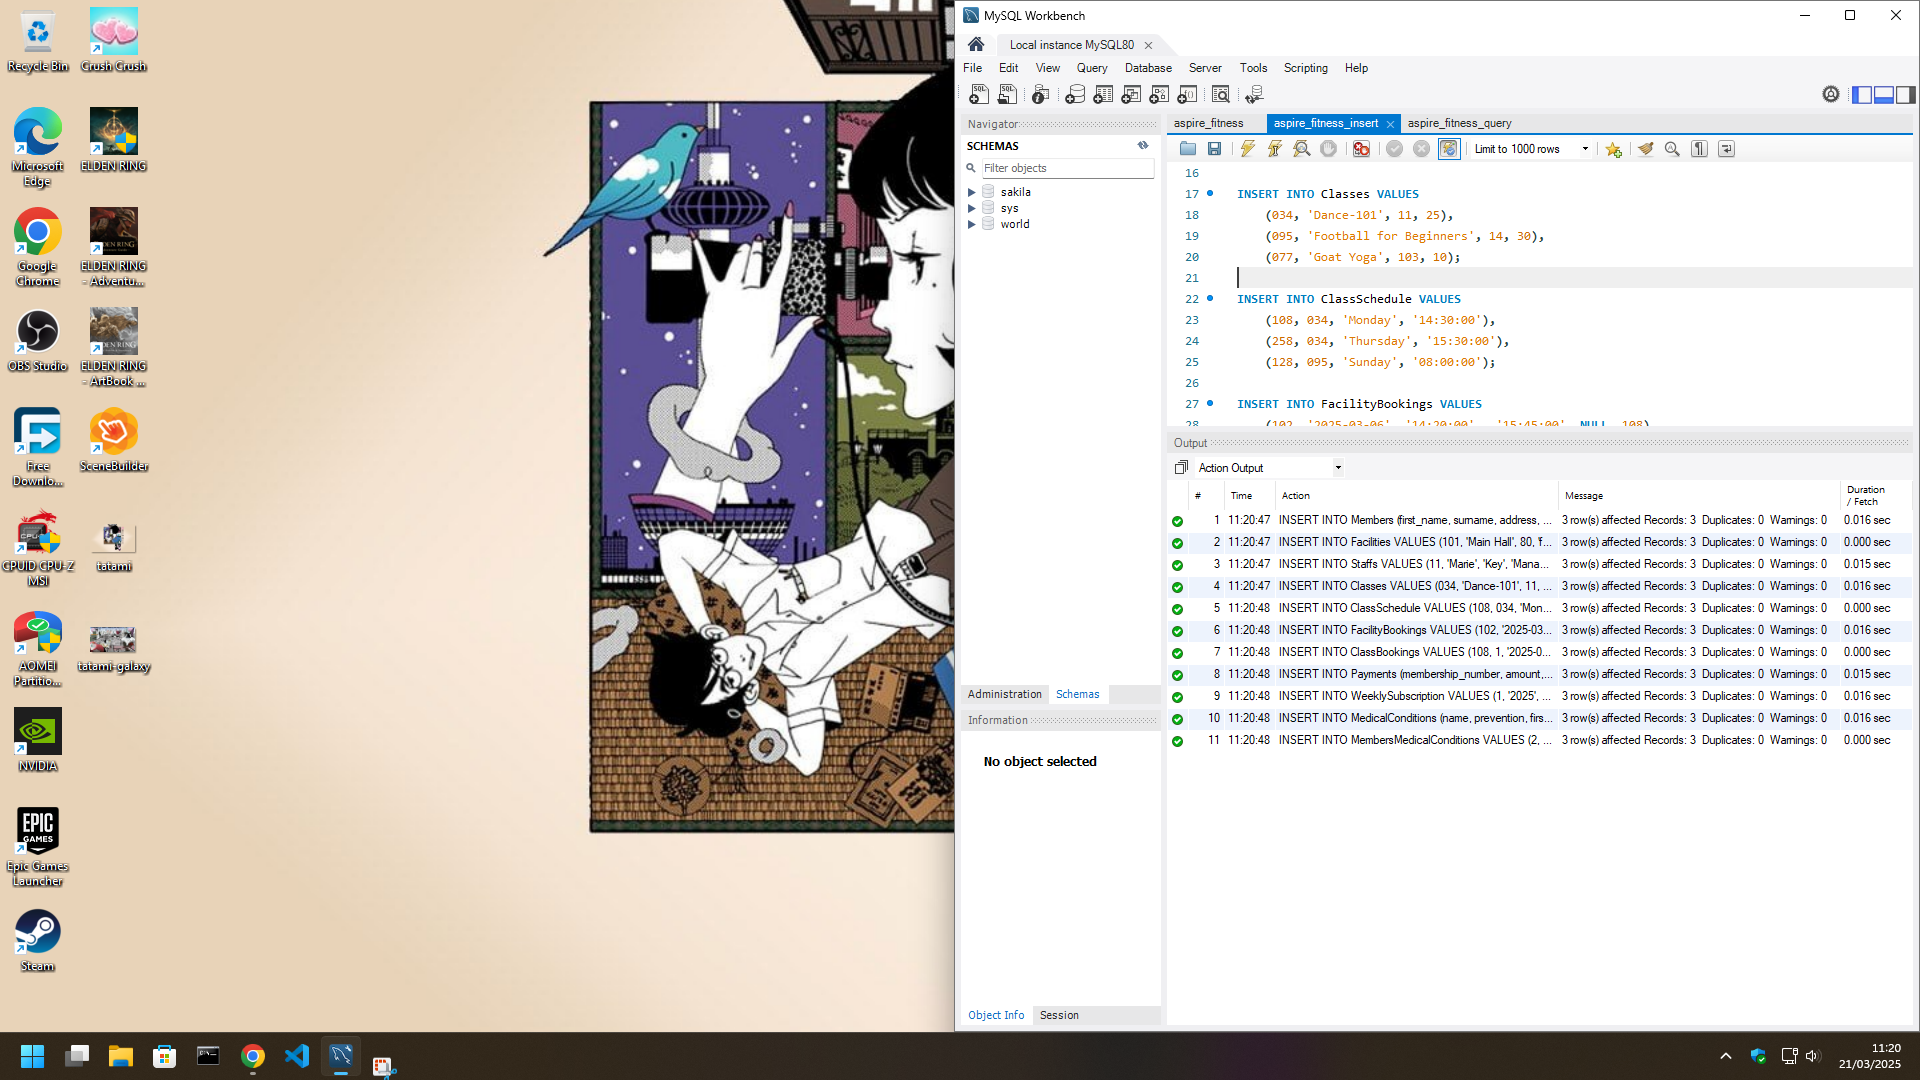 Recycle Bin
Crush Crush
Microsoft Edge
ELDEN RING
Google Chrome
ELDEN RING - Adventu...
OBS Studio
ELDEN RING - ArtBook ...
Free Downlo...
SceneBuilder
CPUID CPU-Z MSI
tatami
AOMEI Partitio...
tatami-galaxy
NVIDIA
Epic Games Launcher
Steam
MySQL Workbench
Local instance MySQL80
File Edit View Query Database Server Tools Scripting Help
Navigator
SCHEMAS
Filter objects
sakila
sys
world
Administration Schemas
Information
No object selected
Object Info Session
aspire_fitness aspire_fitness_insert aspire_fitness_query
Limit to 1000 rows
16
17 INSERT INTO Classes VALUES
18 (034, 'Dance-101', 11, 25),
19 (095, 'Football for Beginners', 14, 30),
20 (077, 'Goat Yoga', 103, 10);
21
22 INSERT INTO ClassSchedule VALUES
23 (108, 034, 'Monday', '14:30:00'),
24 (258, 034, 'Thursday', '15:30:00'),
25 (128, 095, 'Sunday', '08:00:00');
26
27 INSERT INTO FacilityBookings VALUES
28 (102, '2025-03-06', '14:20:00', '15:45:00', NULL, 108)
Output
Action Output
# Time Action Message Duration / Fetch
1 11:20:47 INSERT INTO Members (first_name, surname, address, ... 3 row(s) affected Records: 3 Duplicates: 0 Warnings: 0 0.016 sec
2 11:20:47 INSERT INTO Facilities VALUES (101, 'Main Hall', 80, 'f... 3 row(s) affected Records: 3 Duplicates: 0 Warnings: 0 0.000 sec
3 11:20:47 INSERT INTO Staffs VALUES (11, 'Marie', 'Key', 'Mana... 3 row(s) affected Records: 3 Duplicates: 0 Warnings: 0 0.015 sec
4 11:20:47 INSERT INTO Classes VALUES (034, 'Dance-101', 11, ... 3 row(s) affected Records: 3 Duplicates: 0 Warnings: 0 0.016 sec
5 11:20:48 INSERT INTO ClassSchedule VALUES (108, 034, 'Mon... 3 row(s) affected Records: 3 Duplicates: 0 Warnings: 0 0.000 sec
6 11:20:48 INSERT INTO FacilityBookings VALUES (102, '2025-03... 3 row(s) affected Records: 3 Duplicates: 0 Warnings: 0 0.016 sec
7 11:20:48 INSERT INTO ClassBookings VALUES (108, 1, '2025-0... 3 row(s) affected Records: 3 Duplicates: 0 Warnings: 0 0.000 sec
8 11:20:48 INSERT INTO Payments (membership_number, amount,... 3 row(s) affected Records: 3 Duplicates: 0 Warnings: 0 0.015 sec
9 11:20:48 INSERT INTO WeeklySubscription VALUES (1, '2025', ... 3 row(s) affected Records: 3 Duplicates: 0 Warnings: 0 0.016 sec
10 11:20:48 INSERT INTO MedicalConditions (name, prevention, firs... 3 row(s) affected Records: 3 Duplicates: 0 Warnings: 0 0.016 sec
11 11:20:48 INSERT INTO MembersMedicalConditions VALUES (2, ... 3 row(s) affected Records: 3 Duplicates: 0 Warnings: 0 0.000 sec
11:20
21/03/2025